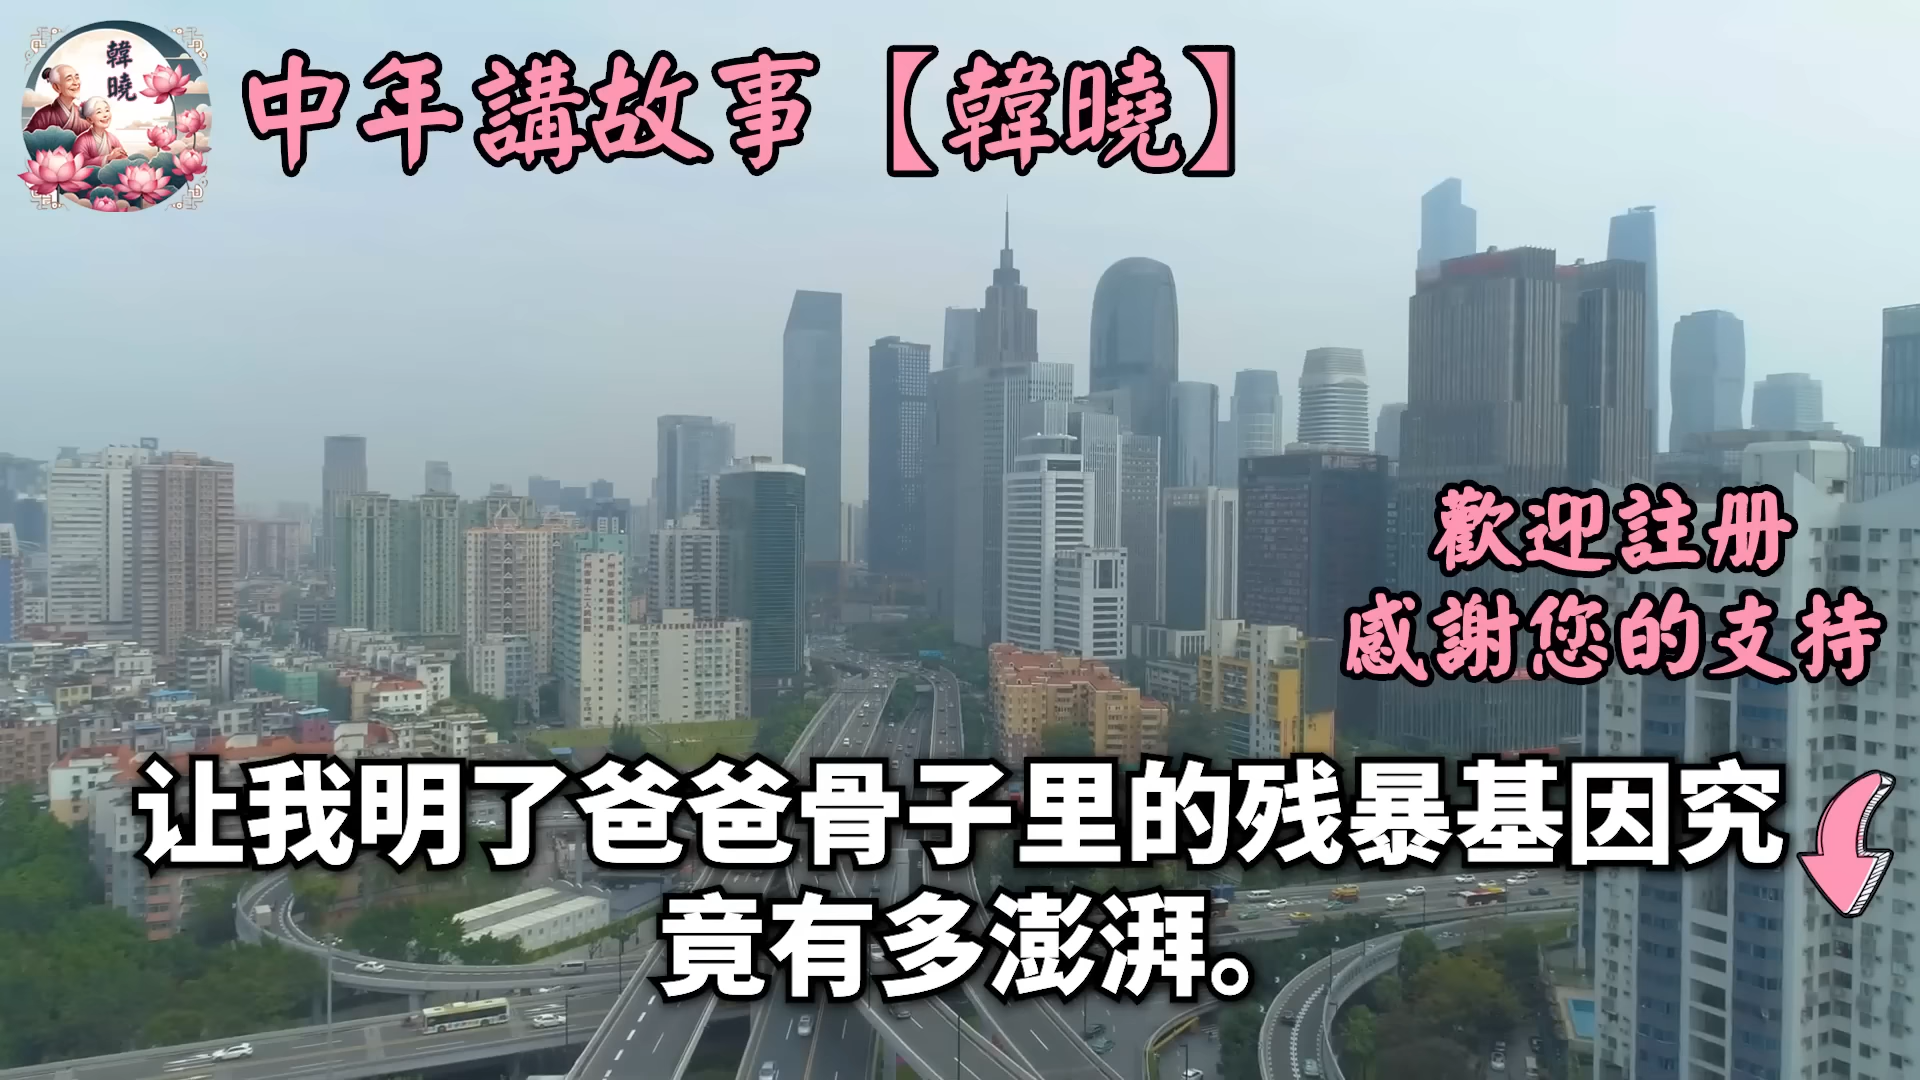 韓
曉
中年講故事【韓曉】
歡迎註册
感謝您的支持
让我明了爸爸骨子里的残暴基因究
竟有多澎湃。